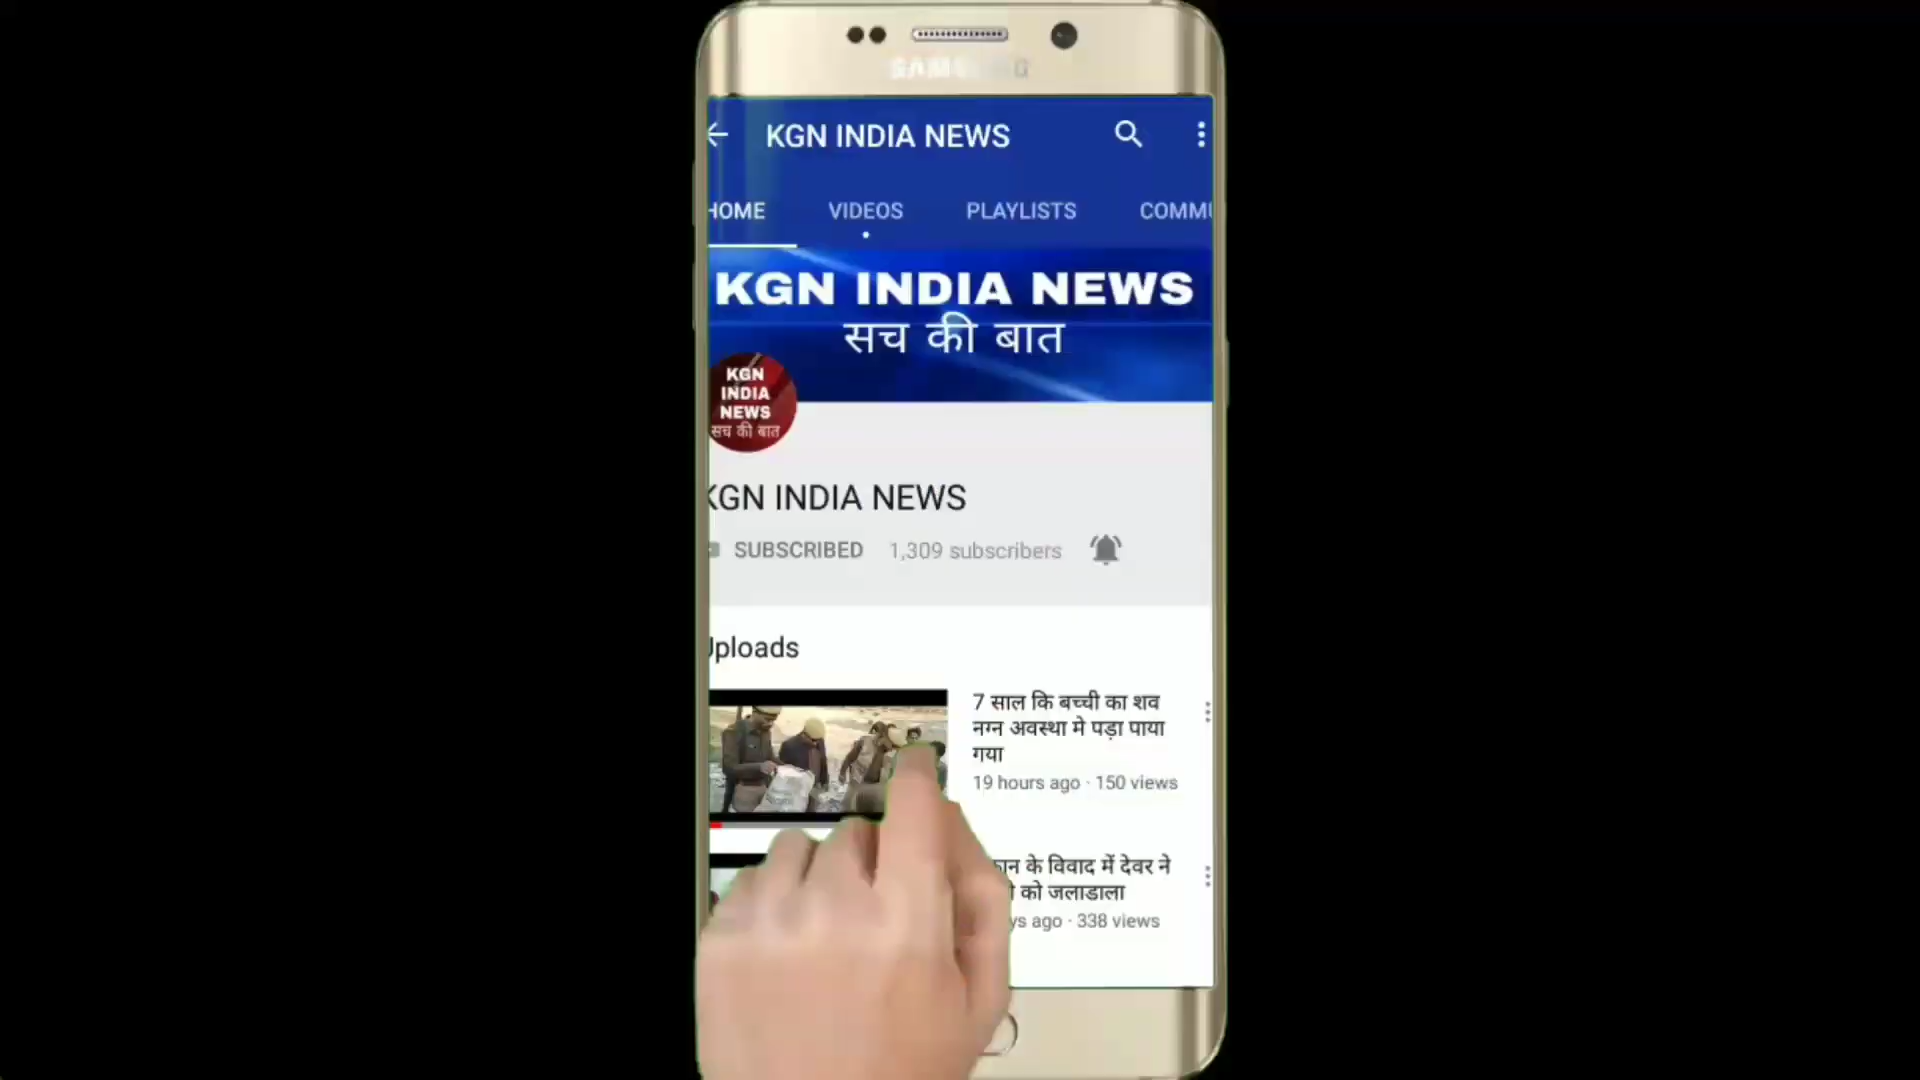 SAMSUNG
KGN INDIA NEWS
HOME VIDEOS PLAYLISTS COMMU
KGN INDIA NEWS
सच की बात
KGN
INDIA
NEWS
सच की बात
KGN INDIA NEWS
SUBSCRIBED 1,309 subscribers
Uploads
7 साल कि बच्ची का शव
नग्न अवस्था मे पड़ा पाया
गया
19 hours ago · 150 views
के विवाद में देवर ने
को जलाडाला
ago · 338 views